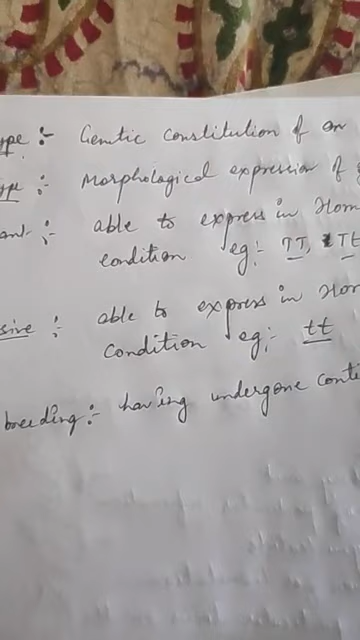 ype :- Genetic constitution of an
ype :- Morphological expression of
ant :- able to express in Hom
condition eg:- TT, Tt
sive :- able to express in Hom
condition eg:- tt
breeding:- having undergone conti